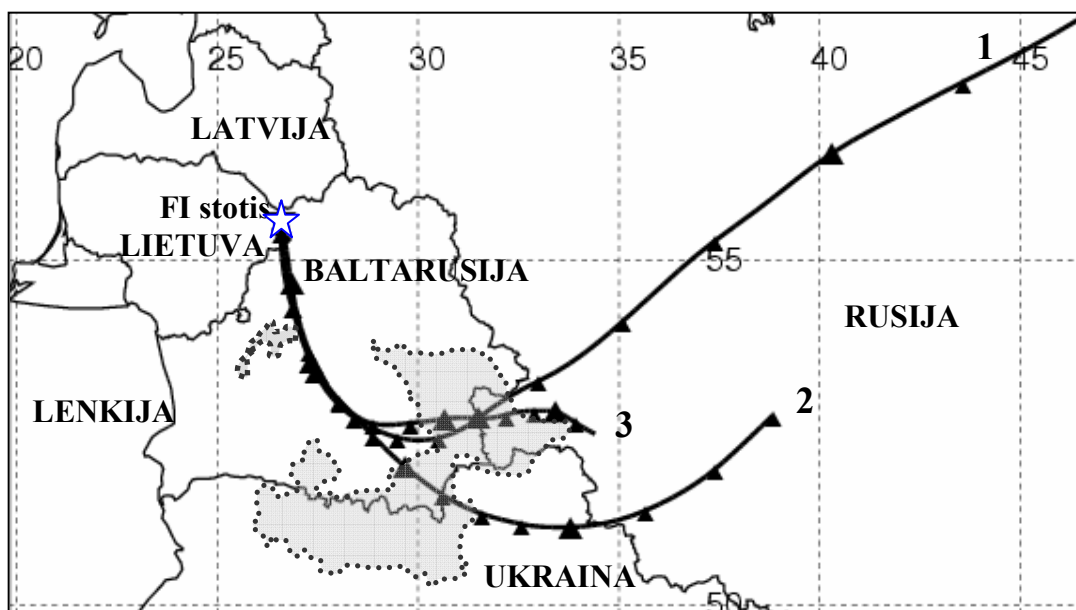 1
20 25 30 35 40 45
LATVIJA
FI stotis
LIETUVA
BALTARUSIJA
55
RUSIJA
LENKIJA
2
3
UKRAINA
50